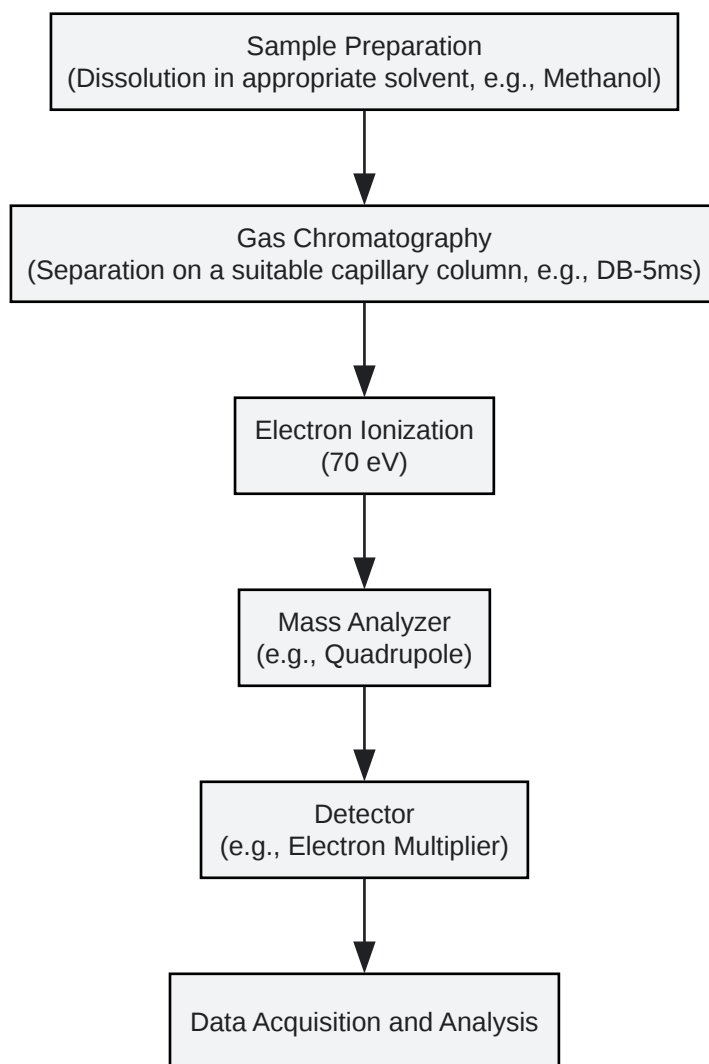 Sample Preparation
(Dissolution in appropriate solvent, e.g., Methanol)
Gas Chromatography
(Separation on a suitable capillary column, e.g., DB-5ms)
Electron Ionization
(70 eV)
Mass Analyzer
(e.g., Quadrupole)
Detector
(e.g., Electron Multiplier)
Data Acquisition and Analysis